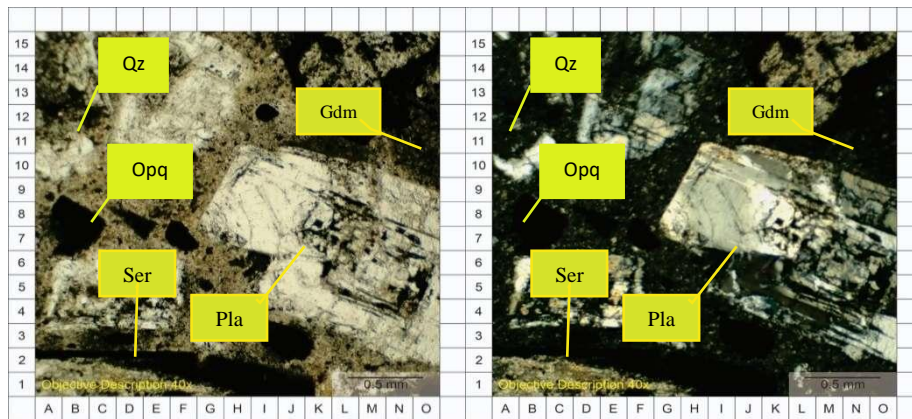 15
14
13
12
11
10
9
8
7
6
5
4
3
2
1
Qz
Gdm
Opq
Ser
Pla
Objective Description 40x
0.5 mm
A B C D E F G H I J K L M N O
15
14
13
12
11
10
9
8
7
6
5
4
3
2
1
Qz
Gdm
Opq
Ser
Pla
Objective Description 40x
0.5 mm
A B C D E F G H I J K L M N O